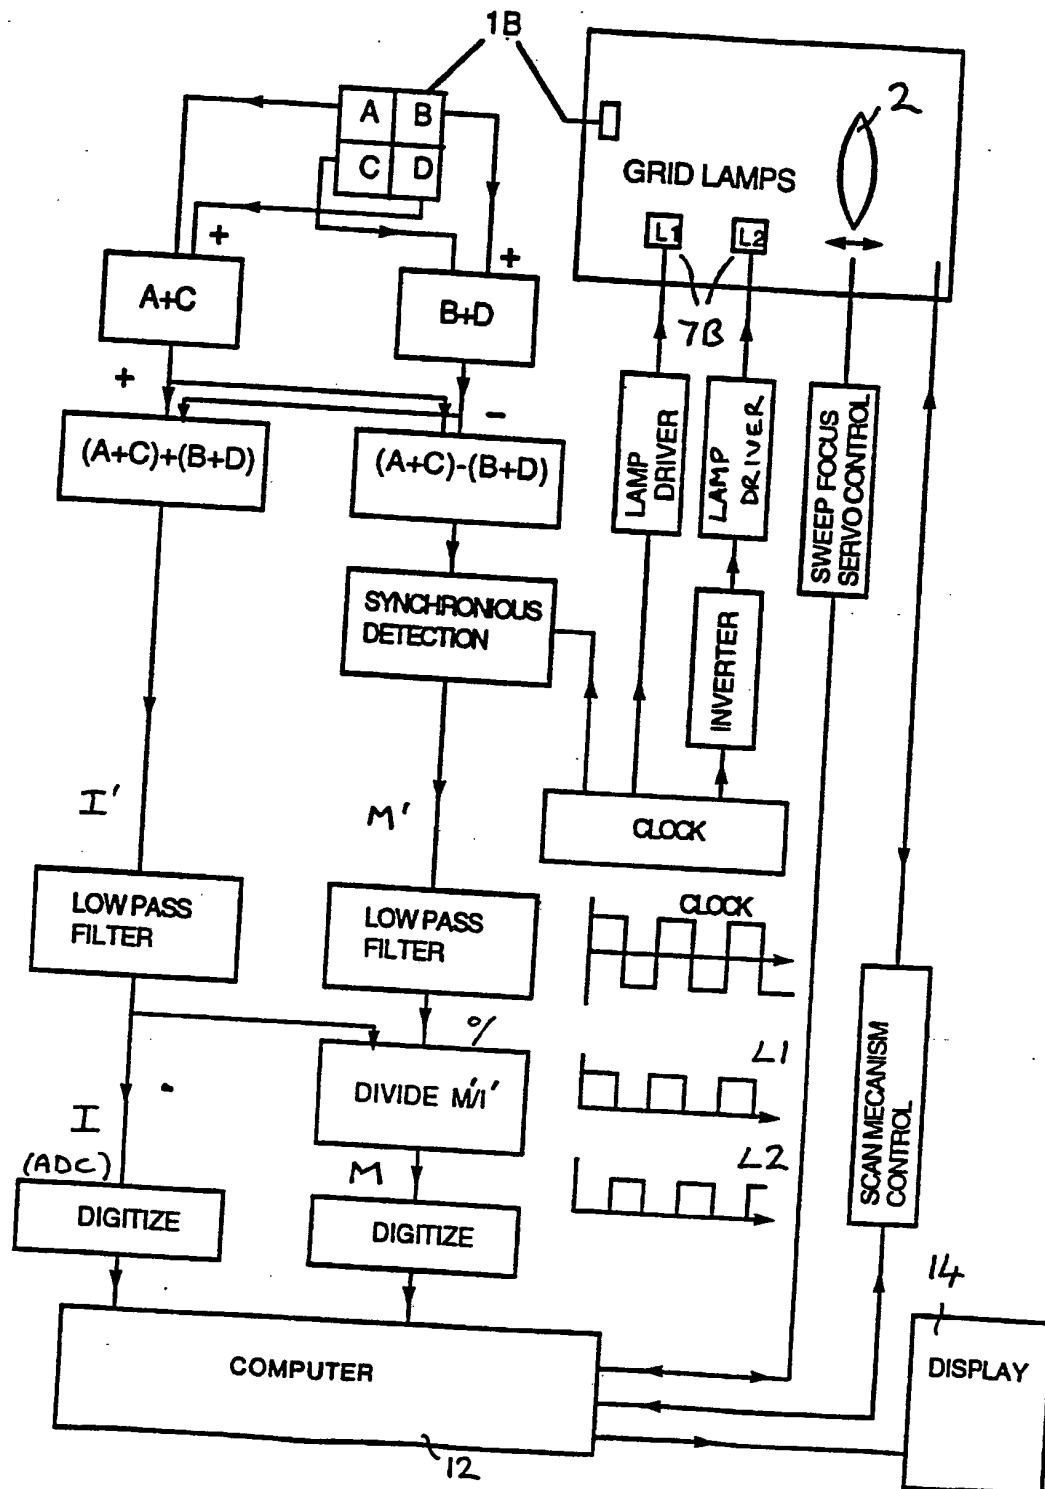 1B
A B
C D
+
+
A+C
B+D
+
-
(A+C)+(B+D)
(A+C)-(B+D)
SYNCHRONIOUS
DETECTION
I'
M'
LOW PASS
FILTER
LOW PASS
FILTER
%
DIVIDE M'/I'
I
(ADC)
M
DIGITIZE
DIGITIZE
COMPUTER
12
GRID LAMPS
2
L1
L2
7B
LAMP
DRIVER
LAMP
DRIVER
INVERTER
SWEEP FOCUS
SERVO CONTROL
CLOCK
CLOCK
L1
L2
SCAN MECANISM
CONTROL
14
DISPLAY